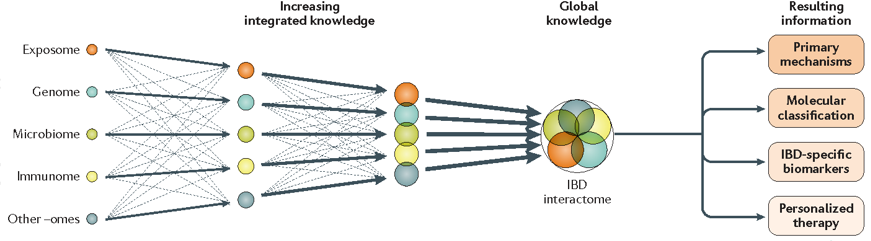 Increasing
integrated knowledge
Global
knowledge
Resulting
information
Exposome
Genome
Microbiome
Immunome
Other –omes
IBD
interactome
Primary
mechanisms
Molecular
classification
IBD-specific
biomarkers
Personalized
therapy